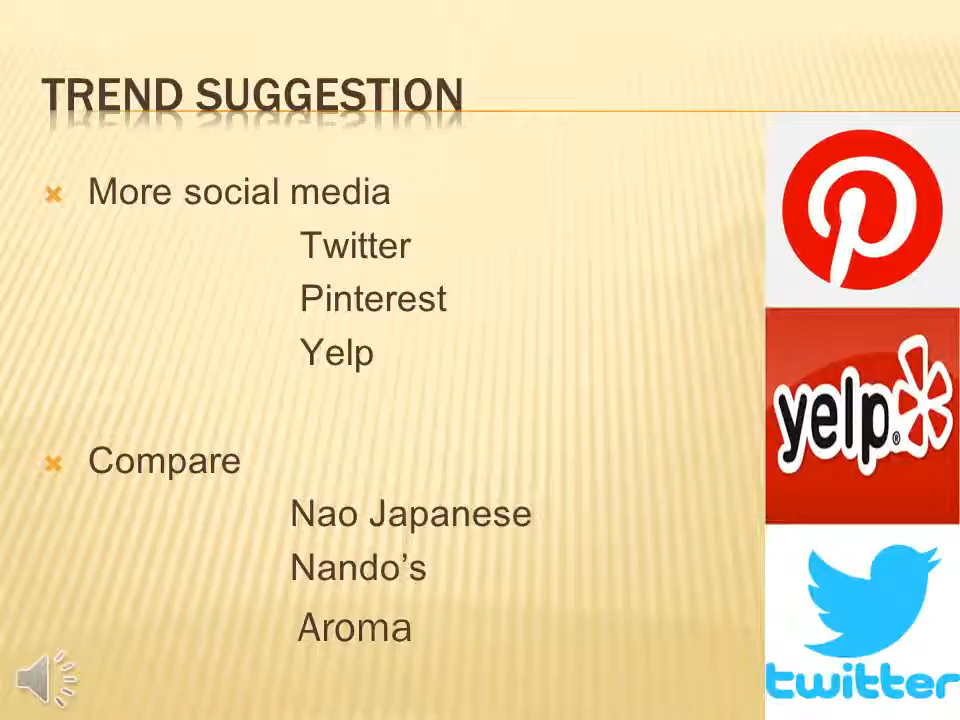 TREND SUGGESTION
More social media
Twitter
Pinterest
Yelp
Compare
Nao Japanese
Nando's
Aroma
yelp
twitter